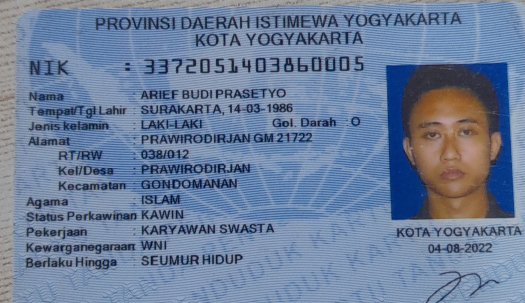 PROVINSI DAERAH ISTIMEWA YOGYAKARTA
KOTA YOGYAKARTA
NIK : 3372051403860005
Nama : ARIEF BUDI PRASETYO
Tempat/Tgl Lahir : SURAKARTA, 14-03-1986
Jenis kelamin : LAKI-LAKI Gol. Darah : O
Alamat : PRAWIRODIRJAN GM 21722
RT/RW : 038/012
Kel/Desa : PRAWIRODIRJAN
Kecamatan : GONDOMANAN
Agama : ISLAM
Status Perkawinan: KAWIN
Pekerjaan : KARYAWAN SWASTA
Kewarganegaraan: WNI
Berlaku Hingga : SEUMUR HIDUP
KOTA YOGYAKARTA
04-08-2022